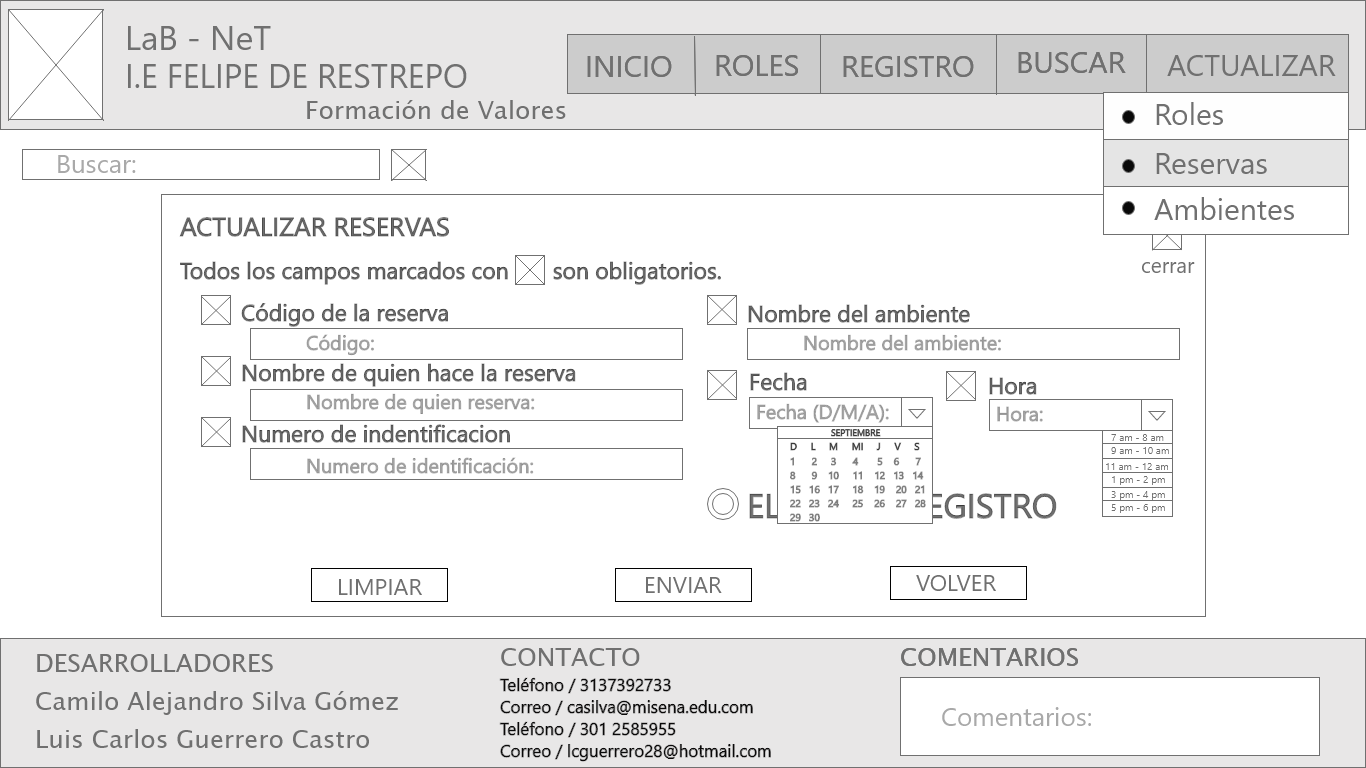 LaB - NeT
I.E FELIPE DE RESTREPO
Formación de Valores
INICIO ROLES REGISTRO BUSCAR ACTUALIZAR
Roles
Reservas
Ambientes
Buscar:
ACTUALIZAR RESERVAS
cerrar
Todos los campos marcados con son obligatorios.
Código de la reserva
Código:
Nombre de quien hace la reserva
Nombre de quien reserva:
Numero de indentificacion
Numero de identificación:
Nombre del ambiente
Nombre del ambiente:
Fecha
Fecha (D/M/A):
SEPTIEMBRE
D L M MI J V S
1 2 3 4 5 6 7
8 9 10 11 12 13 14
15 16 17 18 19 20 21
22 23 24 25 26 27 28
29 30
Hora
Hora:
7 am - 8 am
9 am - 10 am
11 am - 12 am
1 pm - 2 pm
3 pm - 4 pm
5 pm - 6 pm
EL EGISTRO
LIMPIAR ENVIAR VOLVER
DESARROLLADORES
Camilo Alejandro Silva Gómez
Luis Carlos Guerrero Castro
CONTACTO
Teléfono / 3137392733
Correo / casilva@misena.edu.com
Teléfono / 301 2585955
Correo / lcguerrero28@hotmail.com
COMENTARIOS
Comentarios: